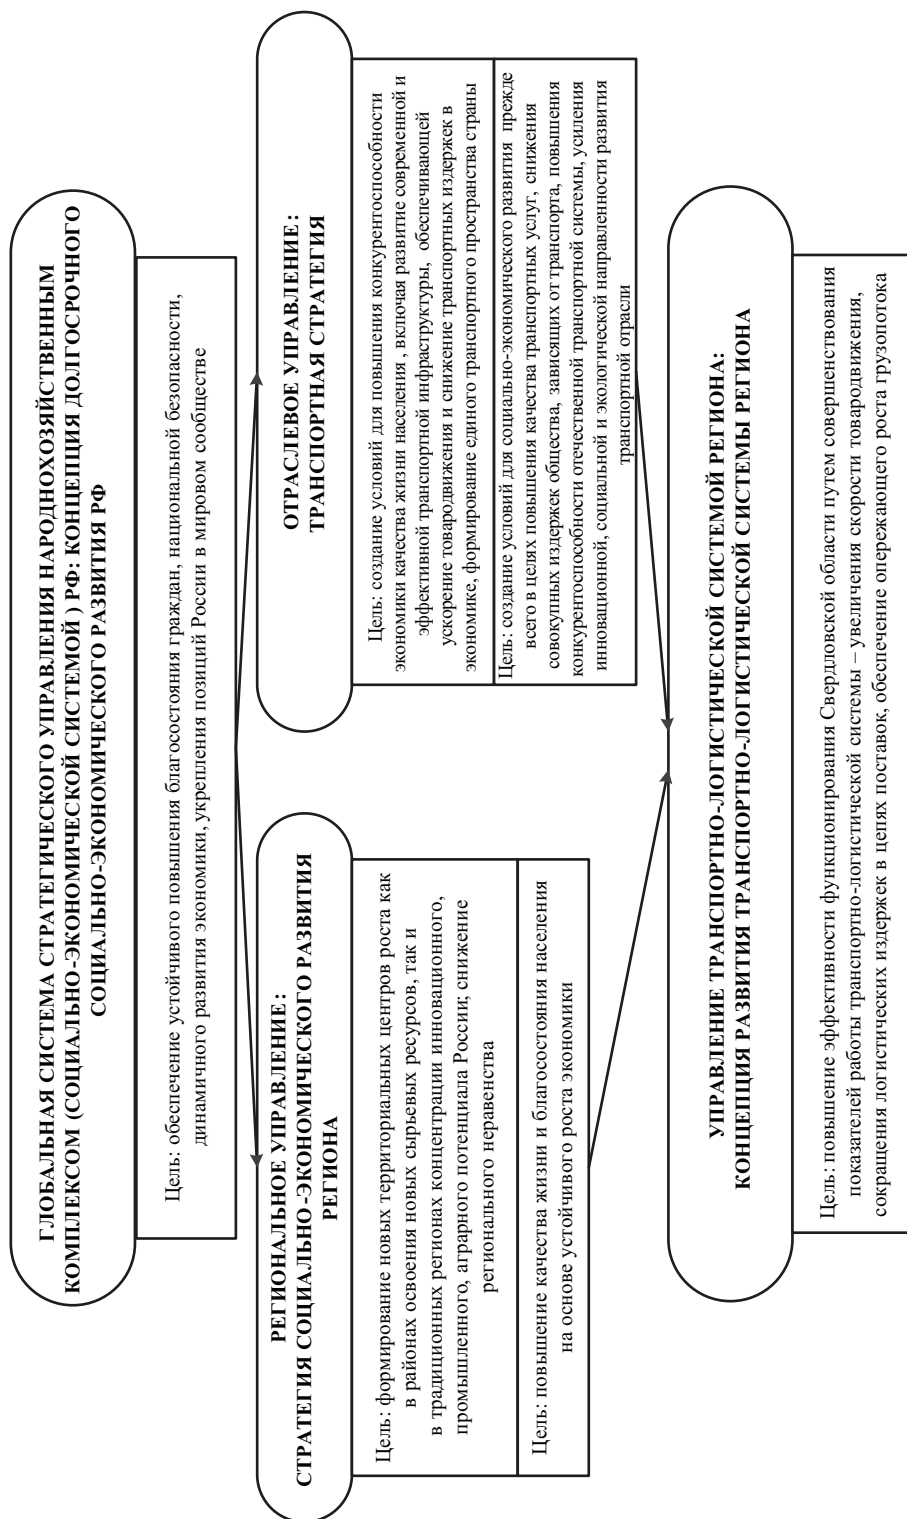 ГЛОБАЛЬНАЯ СИСТЕМА СТРАТЕГИЧЕСКОГО УПРАВЛЕНИЯ НАРОДНОХОЗЯЙСТВЕННЫМ
КОМПЛЕКСОМ (СОЦИАЛЬНО-ЭКОНОМИЧЕСКОЙ СИСТЕМОЙ ) РФ: КОНЦЕПЦИЯ ДОЛГОСРОЧНОГО
СОЦИАЛЬНО-ЭКОНОМИЧЕСКОГО РАЗВИТИЯ РФ
Цель: обеспечение устойчивого повышения благосостояния граждан, национальной безопасности,
динамичного развития экономики, укрепления позиций России в мировом сообществе
РЕГИОНАЛЬНОЕ УПРАВЛЕНИЕ :
СТРАТЕГИЯ СОЦИАЛЬНО-ЭКОНОМИЧЕСКОГО РАЗВИТИЯ
РЕГИОНА
Цель: формирование новых территориальных центров роста как
в районах освоения новых сырьевых ресурсов, так и
в традиционных регионах концентрации инновационного,
промышленного, аграрного потенциала России; снижение
регионального неравенства
Цель: повышение качества жизни и благосостояния населения
на основе устойчивого роста экономики
ОТРАСЛЕВОЕ УПРАВЛЕНИЕ :
ТРАНСПОРТНАЯ СТРАТЕГИЯ
Цель: создание условий для повышения конкурентоспособности
экономики качества жизни населения , включая развитие современной и
эффективной транспортной инфраструктуры, обеспечивающей
ускорение товародвижения и снижение транспортных издержек в
экономике, формирование единого транспортного пространства страны
Цель: создание условий для социально-экономического развития прежде
всего в целях повышения качества транспортных услуг, снижения
совокупных издержек общества, зависящих от транспорта, повышения
конкурентоспособности отечественной транспортной системы, усиления
инновационной, социальной и экологической направленности развития
транспортной отрасли
УПРАВЛЕНИЕ ТРАНСПОРТНО-ЛОГИСТИЧЕСКОЙ СИСТЕМОЙ РЕГИОНА:
КОНЦЕПЦИЯ РАЗВИТИЯ ТРАНСПОРТНО-ЛОГИСТИЧЕСКОЙ СИСТЕМЫ РЕГИОНА
Цель: повышение эффективности функционирования Свердловской области путем совершенствования
показателей работы транспортно-логистической системы – увеличения скорости товародвижения,
сокращения логистических издержек в цепях поставок, обеспечение опережающего роста грузопотока